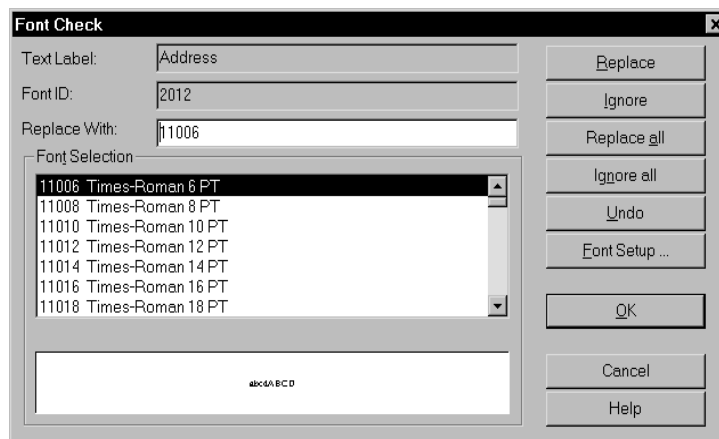 Font Check
Text Label: Address
Font ID: 2012
Replace With: 11006
Font Selection
11006 Times-Roman 6 PT
11008 Times-Roman 8 PT
11010 Times-Roman 10 PT
11012 Times-Roman 12 PT
11014 Times-Roman 14 PT
11016 Times-Roman 16 PT
11018 Times-Roman 18 PT
abcdABCD
Replace
Ignore
Replace all
Ignore all
Undo
Font Setup ...
OK
Cancel
Help